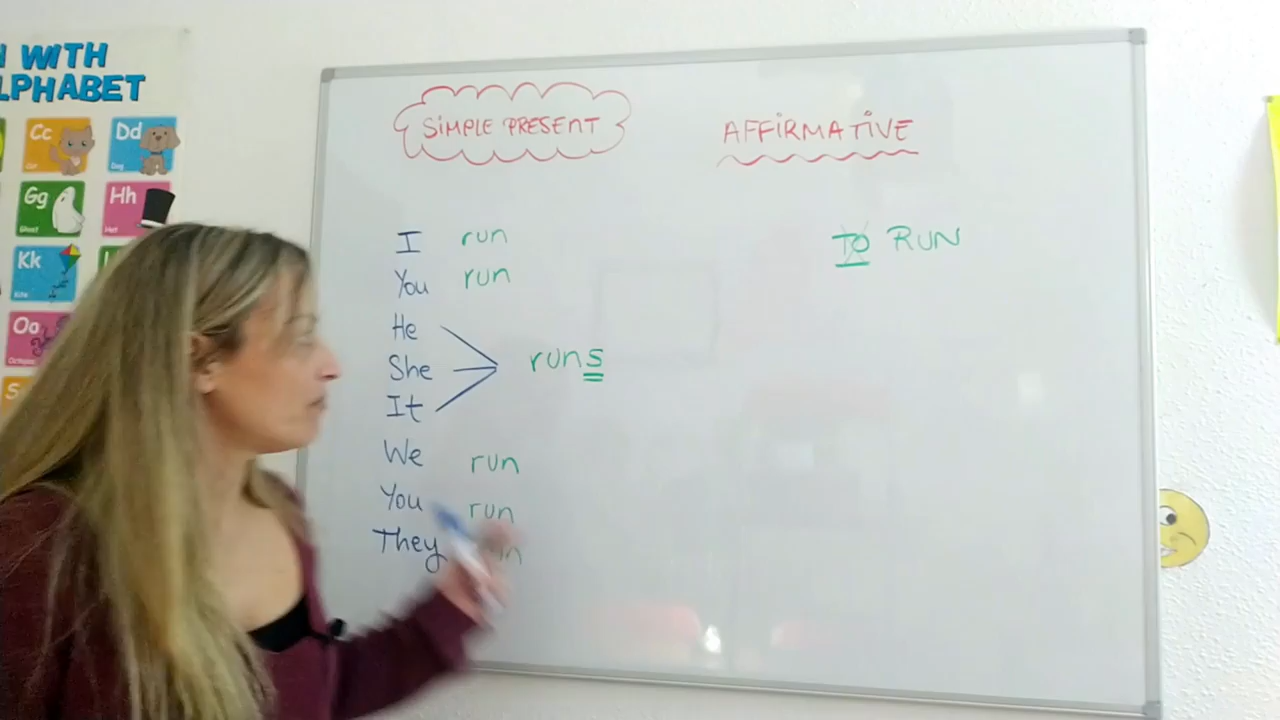 WITH
ALPHABET
Cc
Dd
Gg
Hh
Kk
Oo
SIMPLE PRESENT
AFFIRMATIVE
TO RUN
I run
You run
He
She runs
It
We run
You run
They